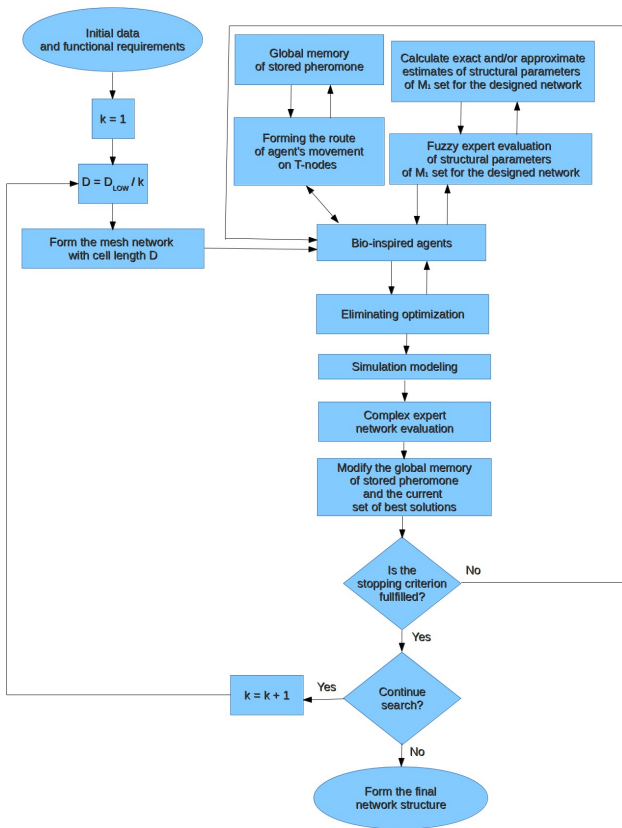 Initial data
and functional requirements
k = 1
D = D_LOW / k
Form the mesh network
with cell length D
Global memory
of stored pheromone
Forming the route
of agent's movement
on T-nodes
Calculate exact and/or approximate
estimates of structural parameters
of M₁ set for the designed network
Fuzzy expert evaluation
of structural parameters
of M₁ set for the designed network
Bio-inspired agents
Eliminating optimization
Simulation modeling
Complex expert
network evaluation
Modify the global memory
of stored pheromone
and the current
set of best solutions
Is the
stopping criterion
fullfilled?
No
Yes
Continue
search?
Yes
k = k + 1
No
Form the final
network structure